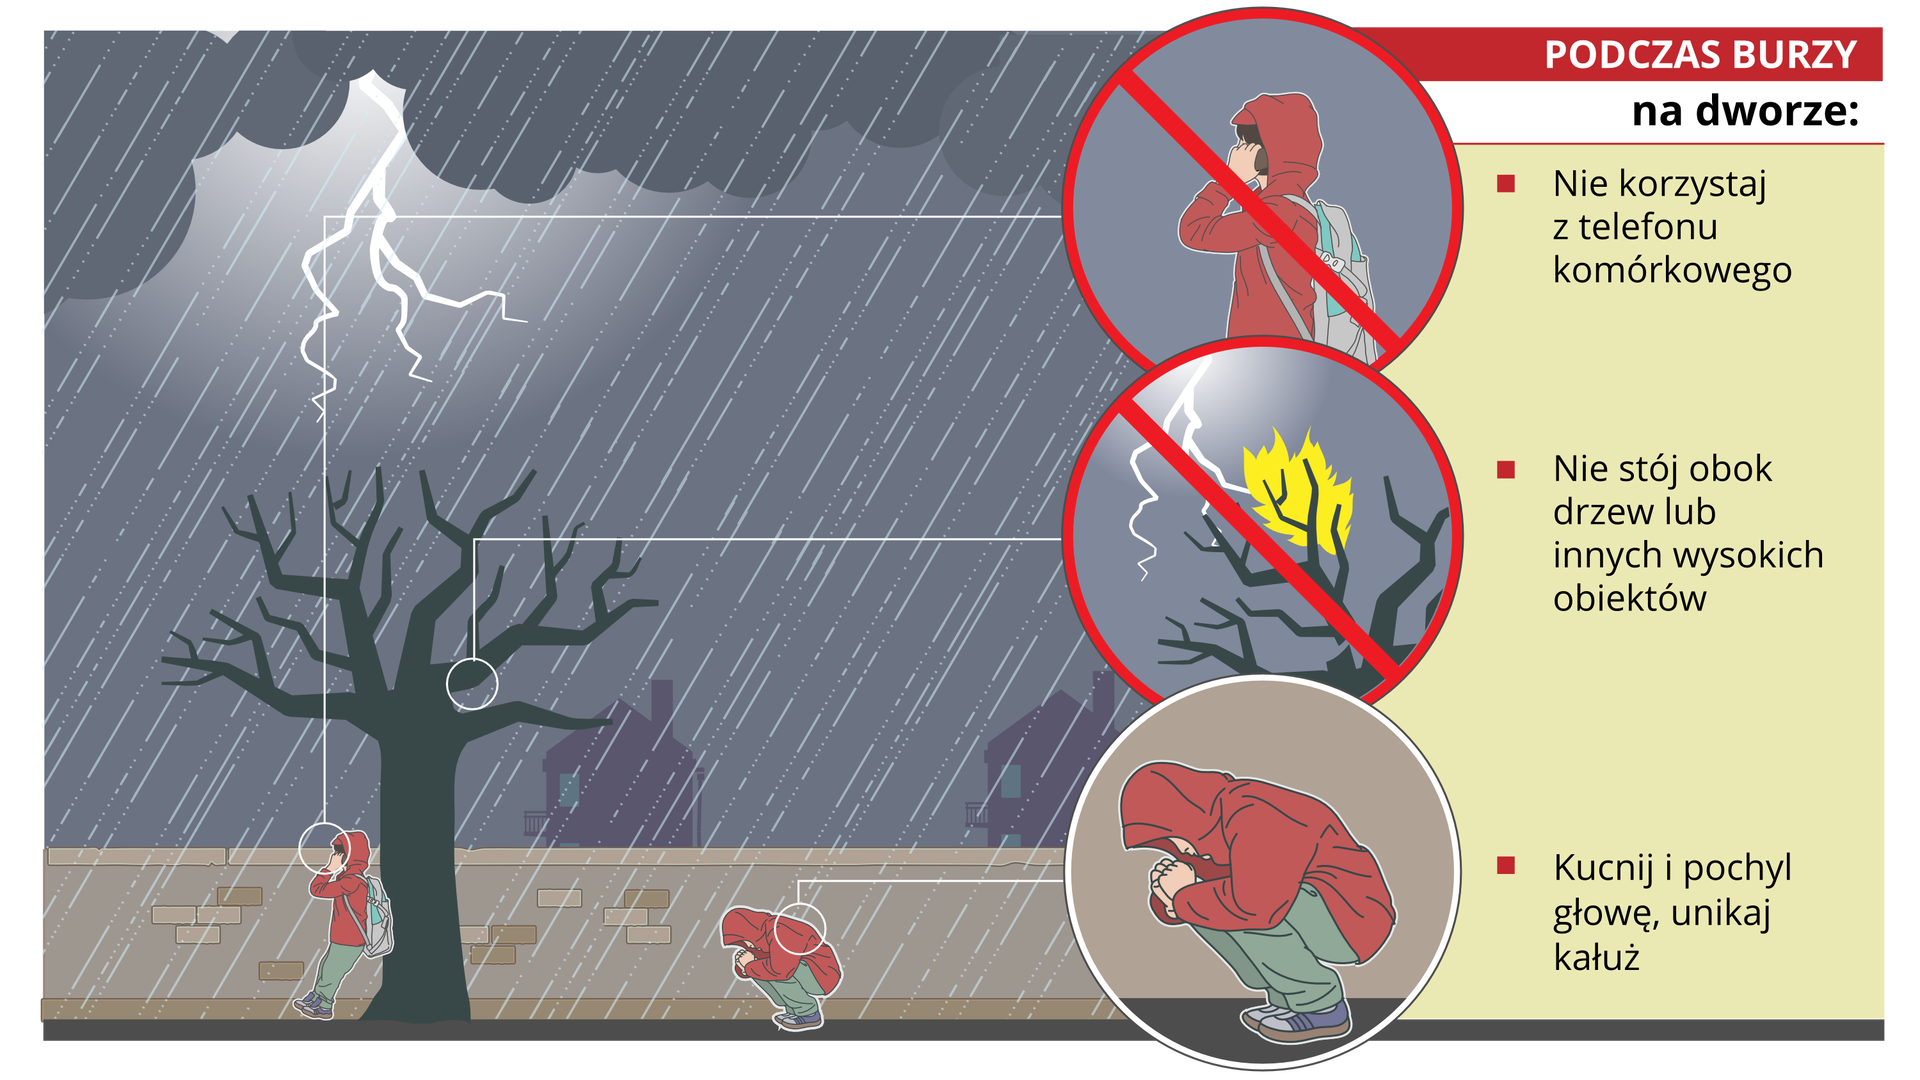 PODCZAS BURZY
na dworze:
Nie korzystaj
z telefonu
komórkowego
Nie stój obok
drzew lub
innych wysokich
obiektów
Kucnij i pochyl
głowę, unikaj
kałuż